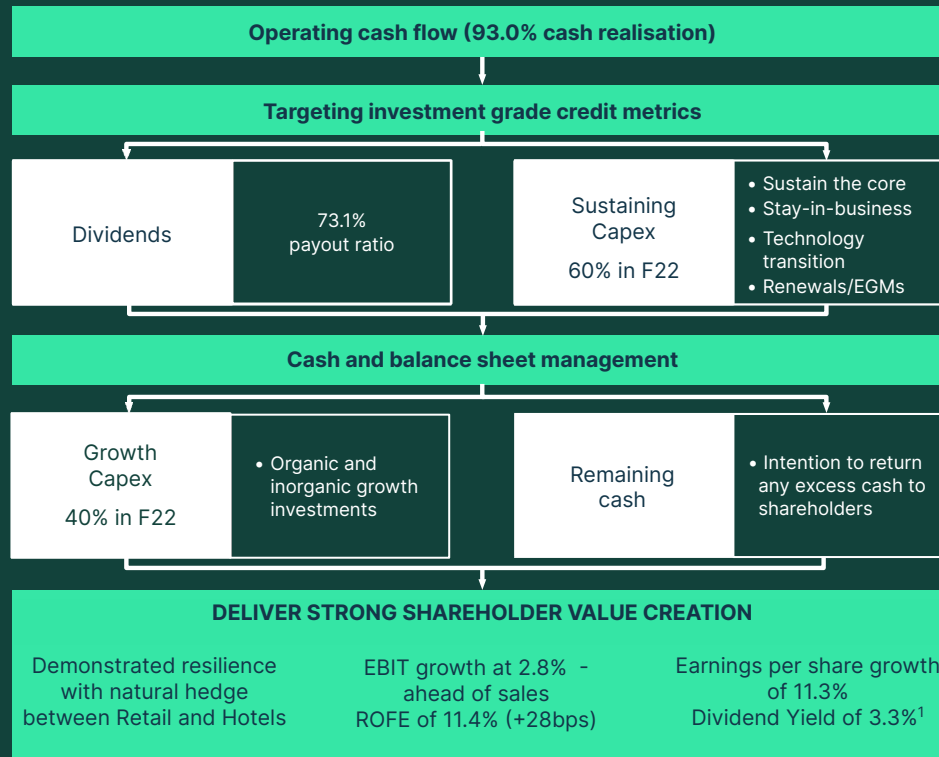 Operating cash flow (93.0% cash realisation)
Targeting investment grade credit metrics
Dividends
73.1%
payout ratio
Sustaining
Capex
60% in F22
• Sustain the core
• Stay-in-business
• Technology
transition
• Renewals/EGMs
Cash and balance sheet management
Growth
Capex
40% in F22
• Organic and
inorganic growth
investments
Remaining
cash
• Intention to return
any excess cash to
shareholders
DELIVER STRONG SHAREHOLDER VALUE CREATION
Demonstrated resilience
with natural hedge
between Retail and Hotels
EBIT growth at 2.8% -
ahead of sales
ROFE of 11.4% (+28bps)
Earnings per share growth
of 11.3%
Dividend Yield of 3.3%¹